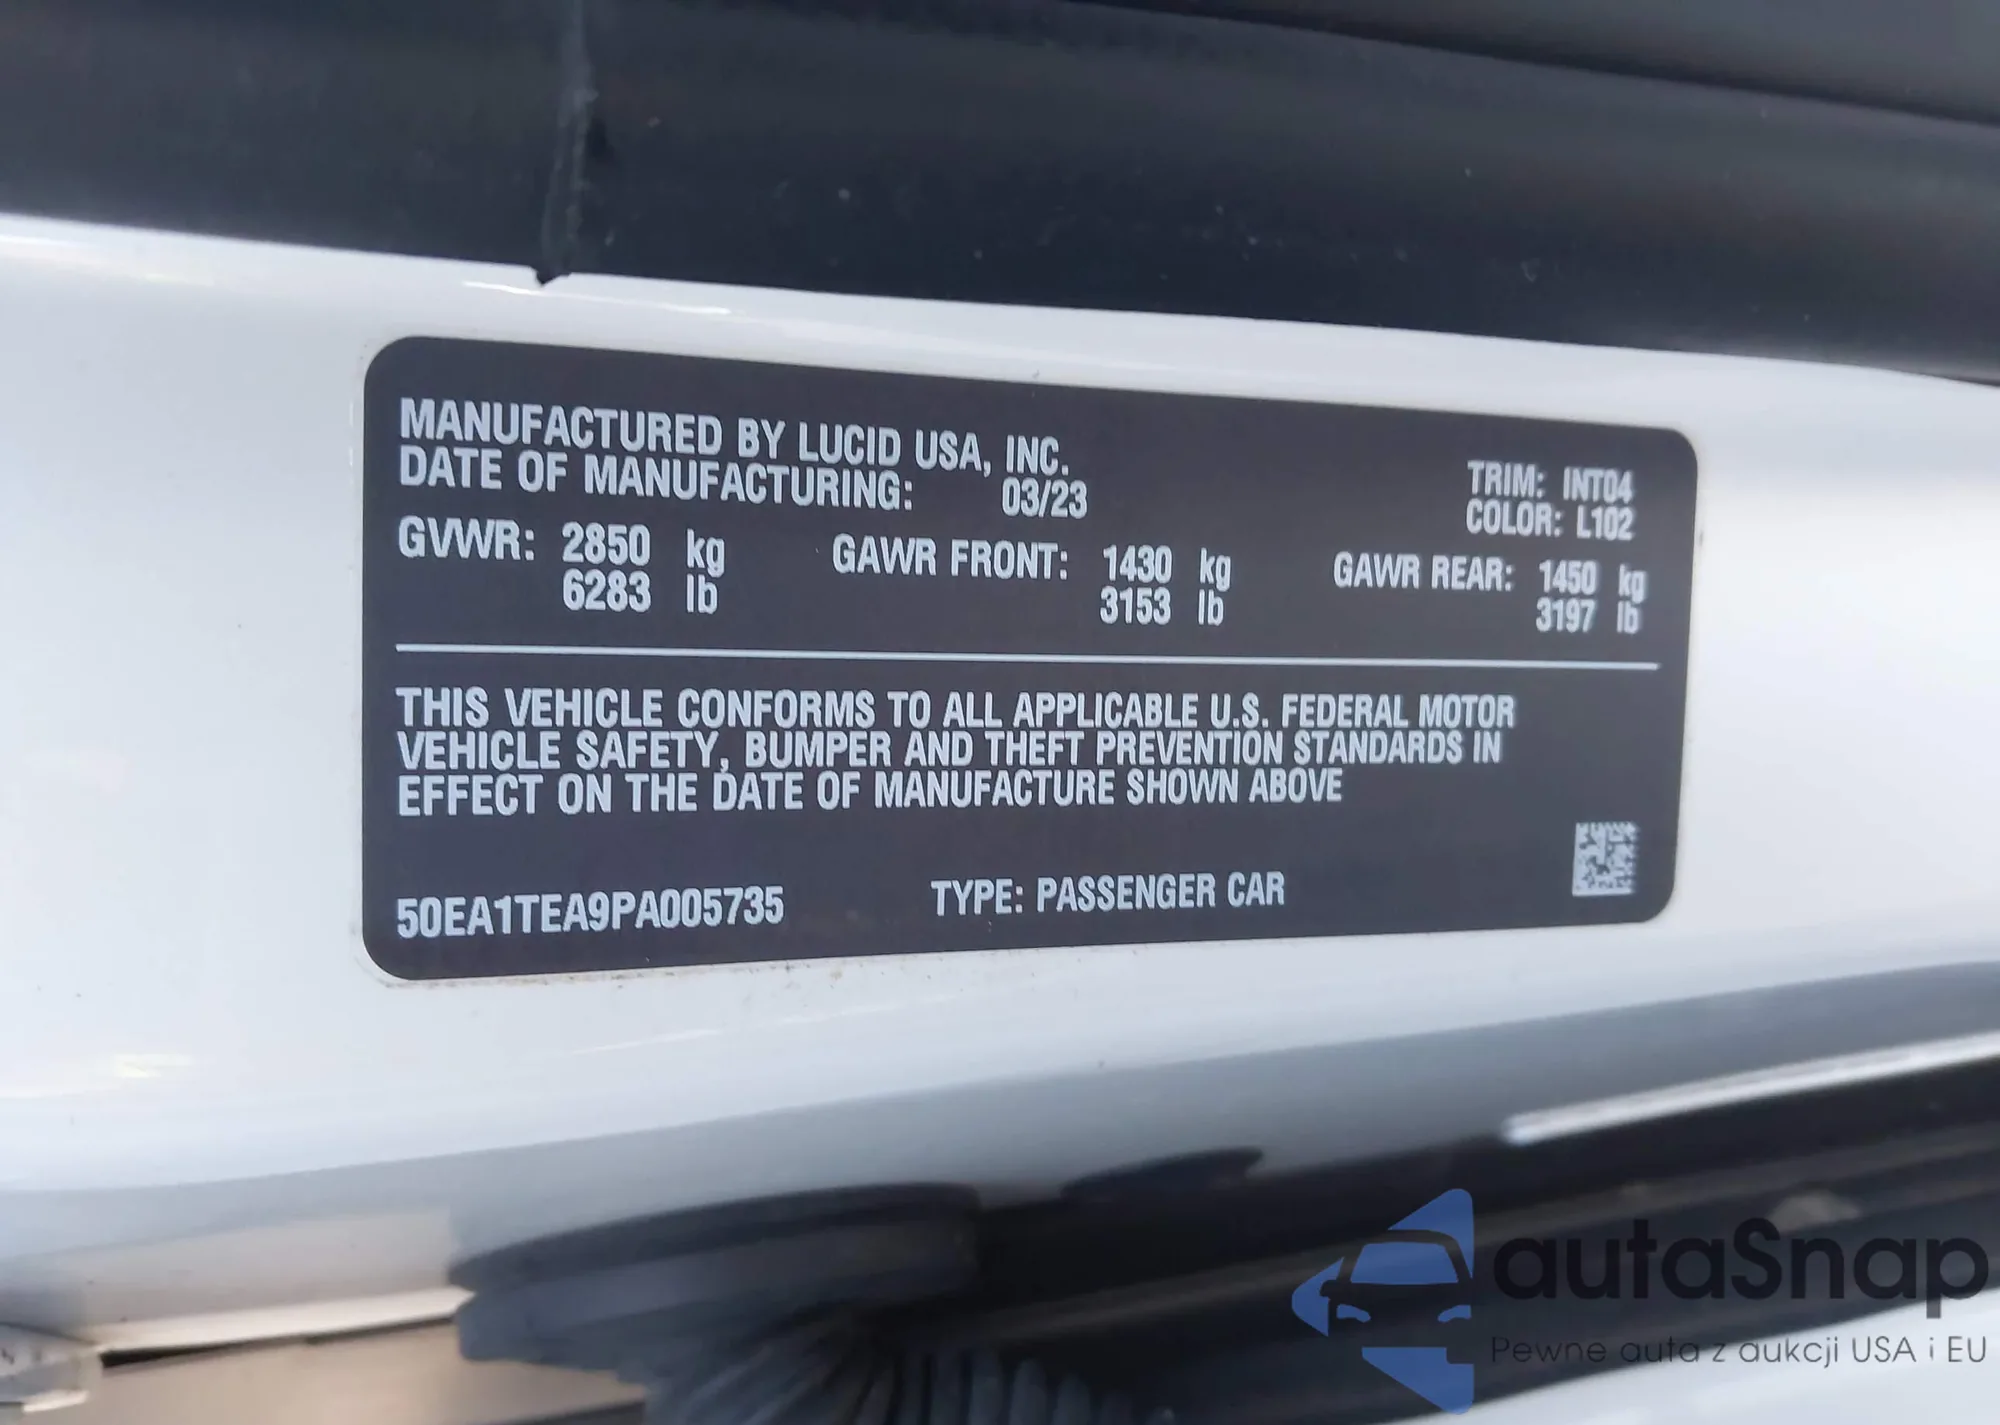 MANUFACTURED BY LUCID USA, INC.
DATE OF MANUFACTURING: 03/23
TRIM: INT04
COLOR: L102
GVWR: 2850 kg GAWR FRONT: 1430 kg GAWR REAR: 1450 kg
6283 lb 3153 lb 3197 lb
THIS VEHICLE CONFORMS TO ALL APPLICABLE U.S. FEDERAL MOTOR
VEHICLE SAFETY, BUMPER AND THEFT PREVENTION STANDARDS IN
EFFECT ON THE DATE OF MANUFACTURE SHOWN ABOVE
50EA1TEA9PA005735 TYPE: PASSENGER CAR
autaSnap
Pewne auta z aukcji USA i EU